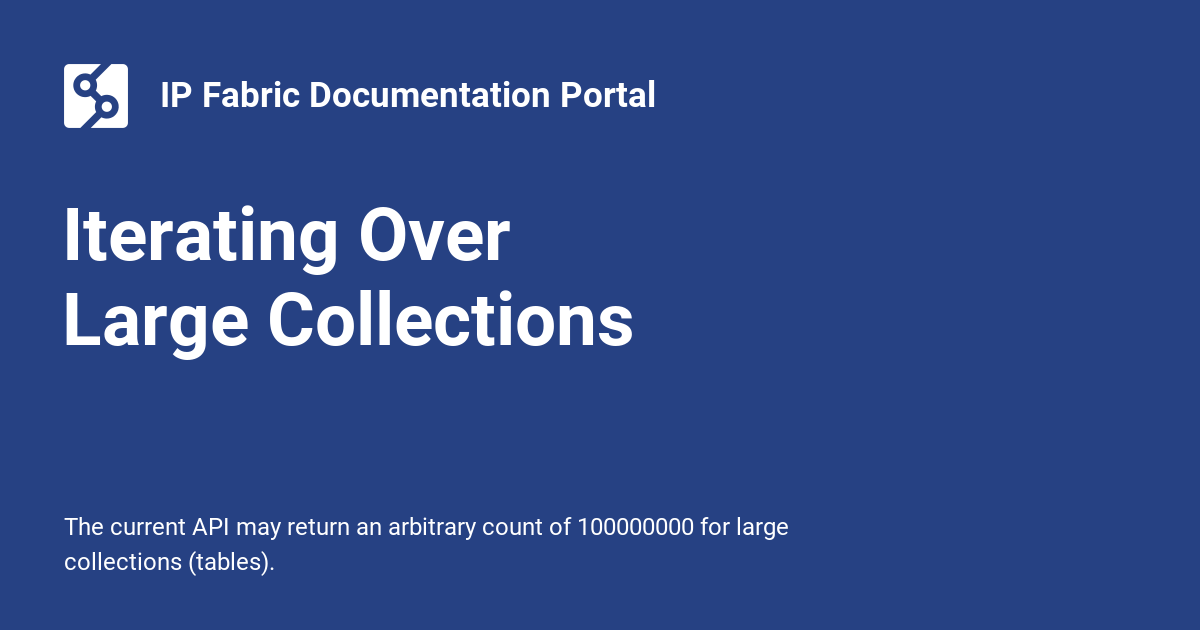 IP Fabric Documentation Portal
Iterating Over
Large Collections
The current API may return an arbitrary count of 100000000 for large
collections (tables).